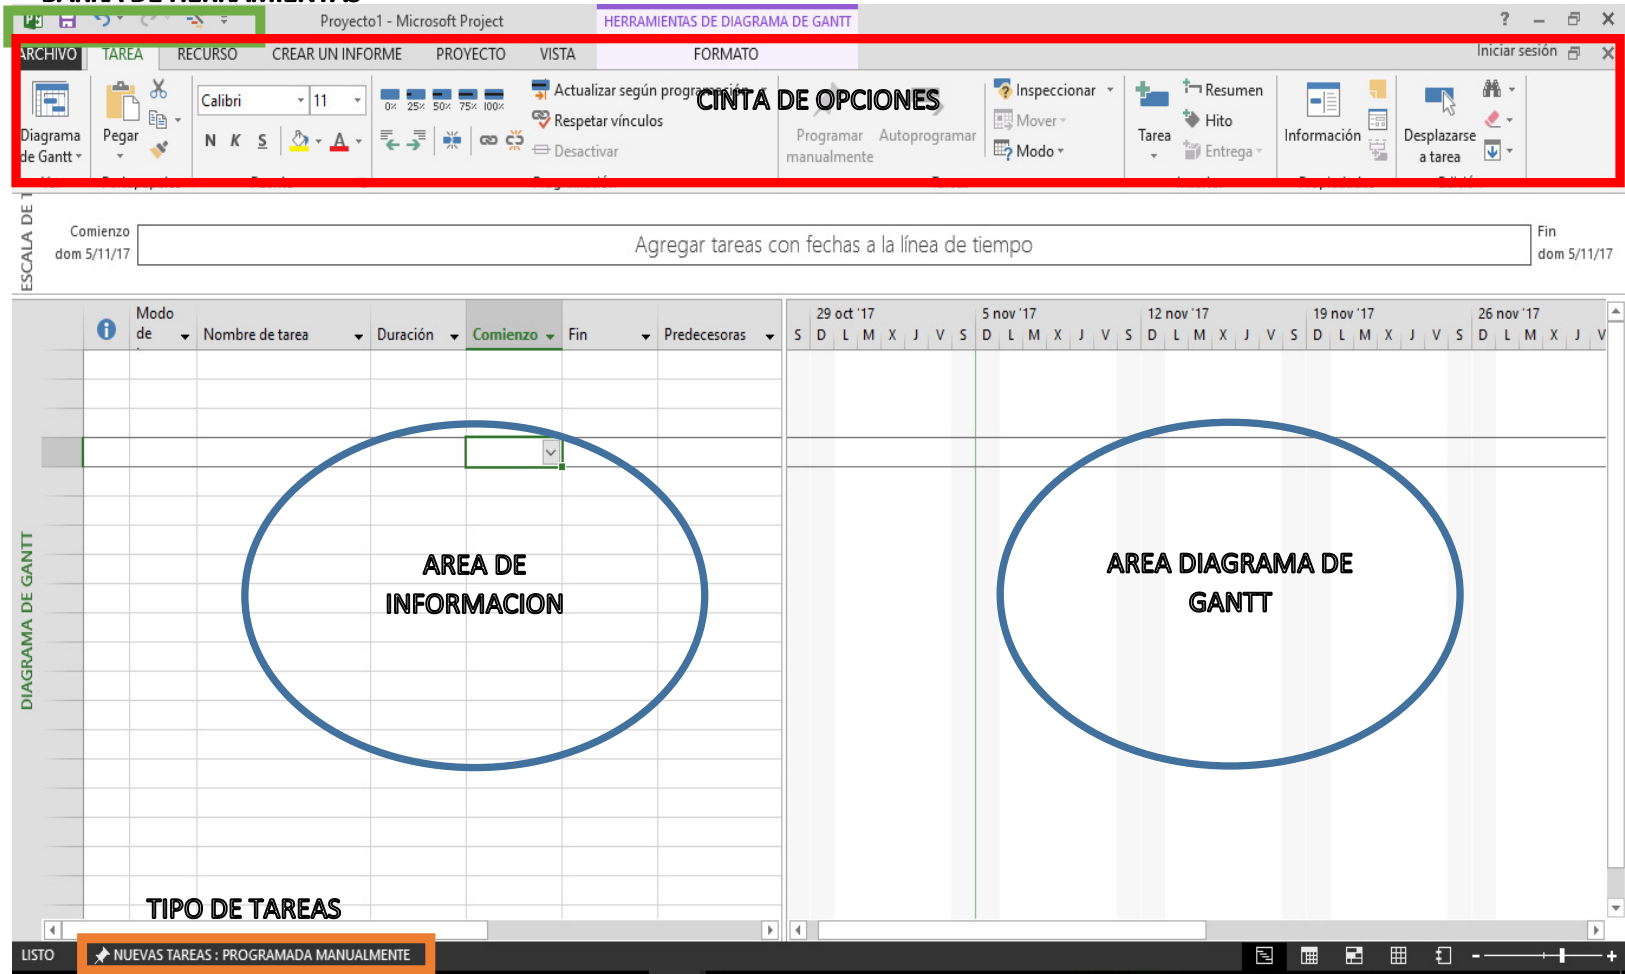 BARRA DE HERRAMIENTAS
Proyecto1 - Microsoft Project
HERRAMIENTAS DE DIAGRAMA DE GANTT
?
ARCHIVO TAREA RECURSO CREAR UN INFORME PROYECTO VISTA FORMATO Iniciar sesión
Diagrama de Gantt
Pegar
Calibri 11
N K S A
0% 25% 50% 75% 100%
Actualizar según programación
Respetar vínculos
Desactivar
CINTA DE OPCIONES
Programar manualmente
Autoprogramar
Inspeccionar
Mover
Modo
Tarea
Resumen
Hito
Entrega
Información
Desplazarse a tarea
ESCALA DE
Comienzo
dom 5/11/17
Agregar tareas con fechas a la línea de tiempo
Fin
dom 5/11/17
Modo de
Nombre de tarea Duración Comienzo Fin Predecesoras
29 oct '17 5 nov '17 12 nov '17 19 nov '17 26 nov '17
S D L M X J V S D L M X J V S D L M X J V S D L M X J V S D L M X J V
AREA DE
INFORMACION
AREA DIAGRAMA DE
GANTT
DIAGRAMA DE GANTT
TIPO DE TAREAS
LISTO NUEVAS TAREAS : PROGRAMADA MANUALMENTE